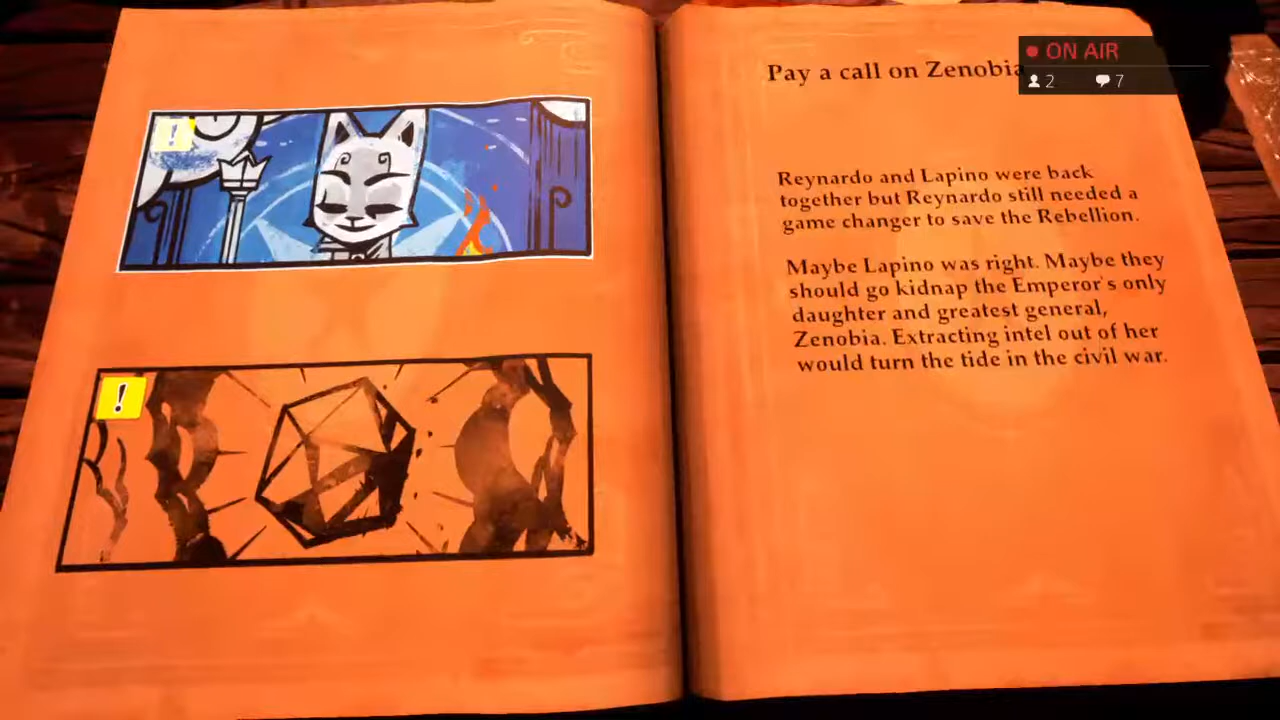 !
!
Pay a call on Zenobia
ON AIR
2 7
Reynardo and Lapino were back
together but Reynardo still needed a
game changer to save the Rebellion.
Maybe Lapino was right. Maybe they
should go kidnap the Emperor's only
daughter and greatest general,
Zenobia. Extracting intel out of her
would turn the tide in the civil war.